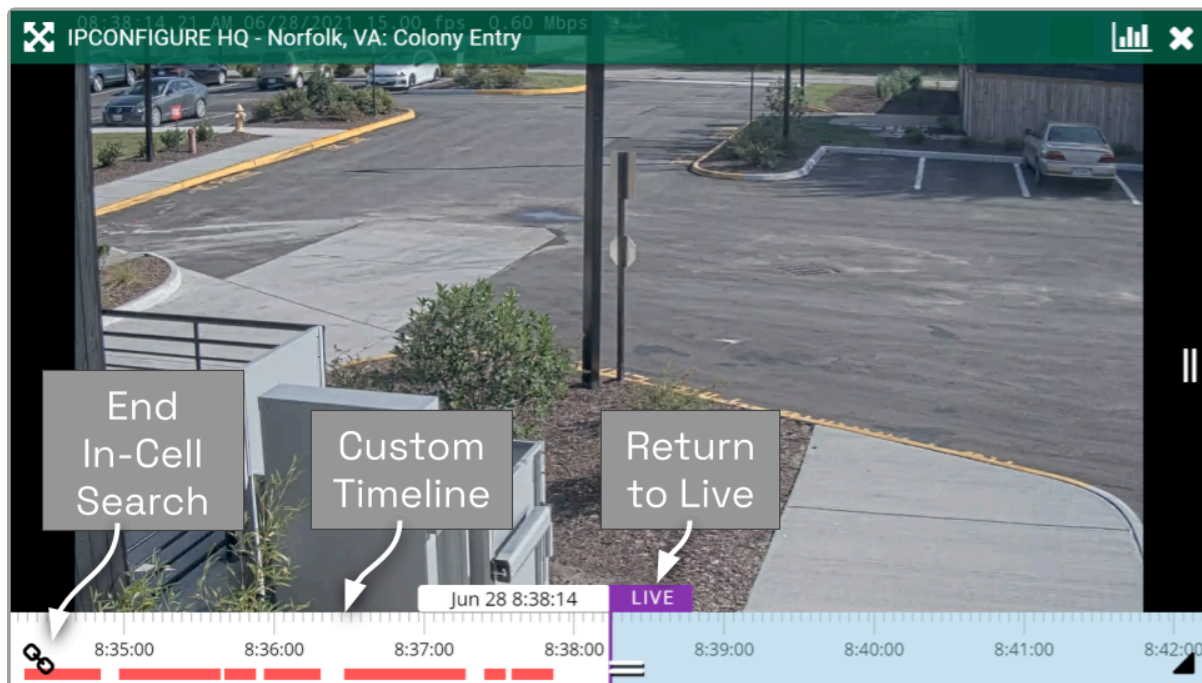 08:38:14.21 AM 06/28/2021 15.00 fps, 0.60 Mbps
IPCONFIGURE HQ - Norfolk, VA: Colony Entry
End
In-Cell
Search
Custom
Timeline
Return
to Live
Jun 28 8:38:14
LIVE
8:35:00
8:36:00
8:37:00
8:38:00
8:39:00
8:40:00
8:41:00
8:42:00